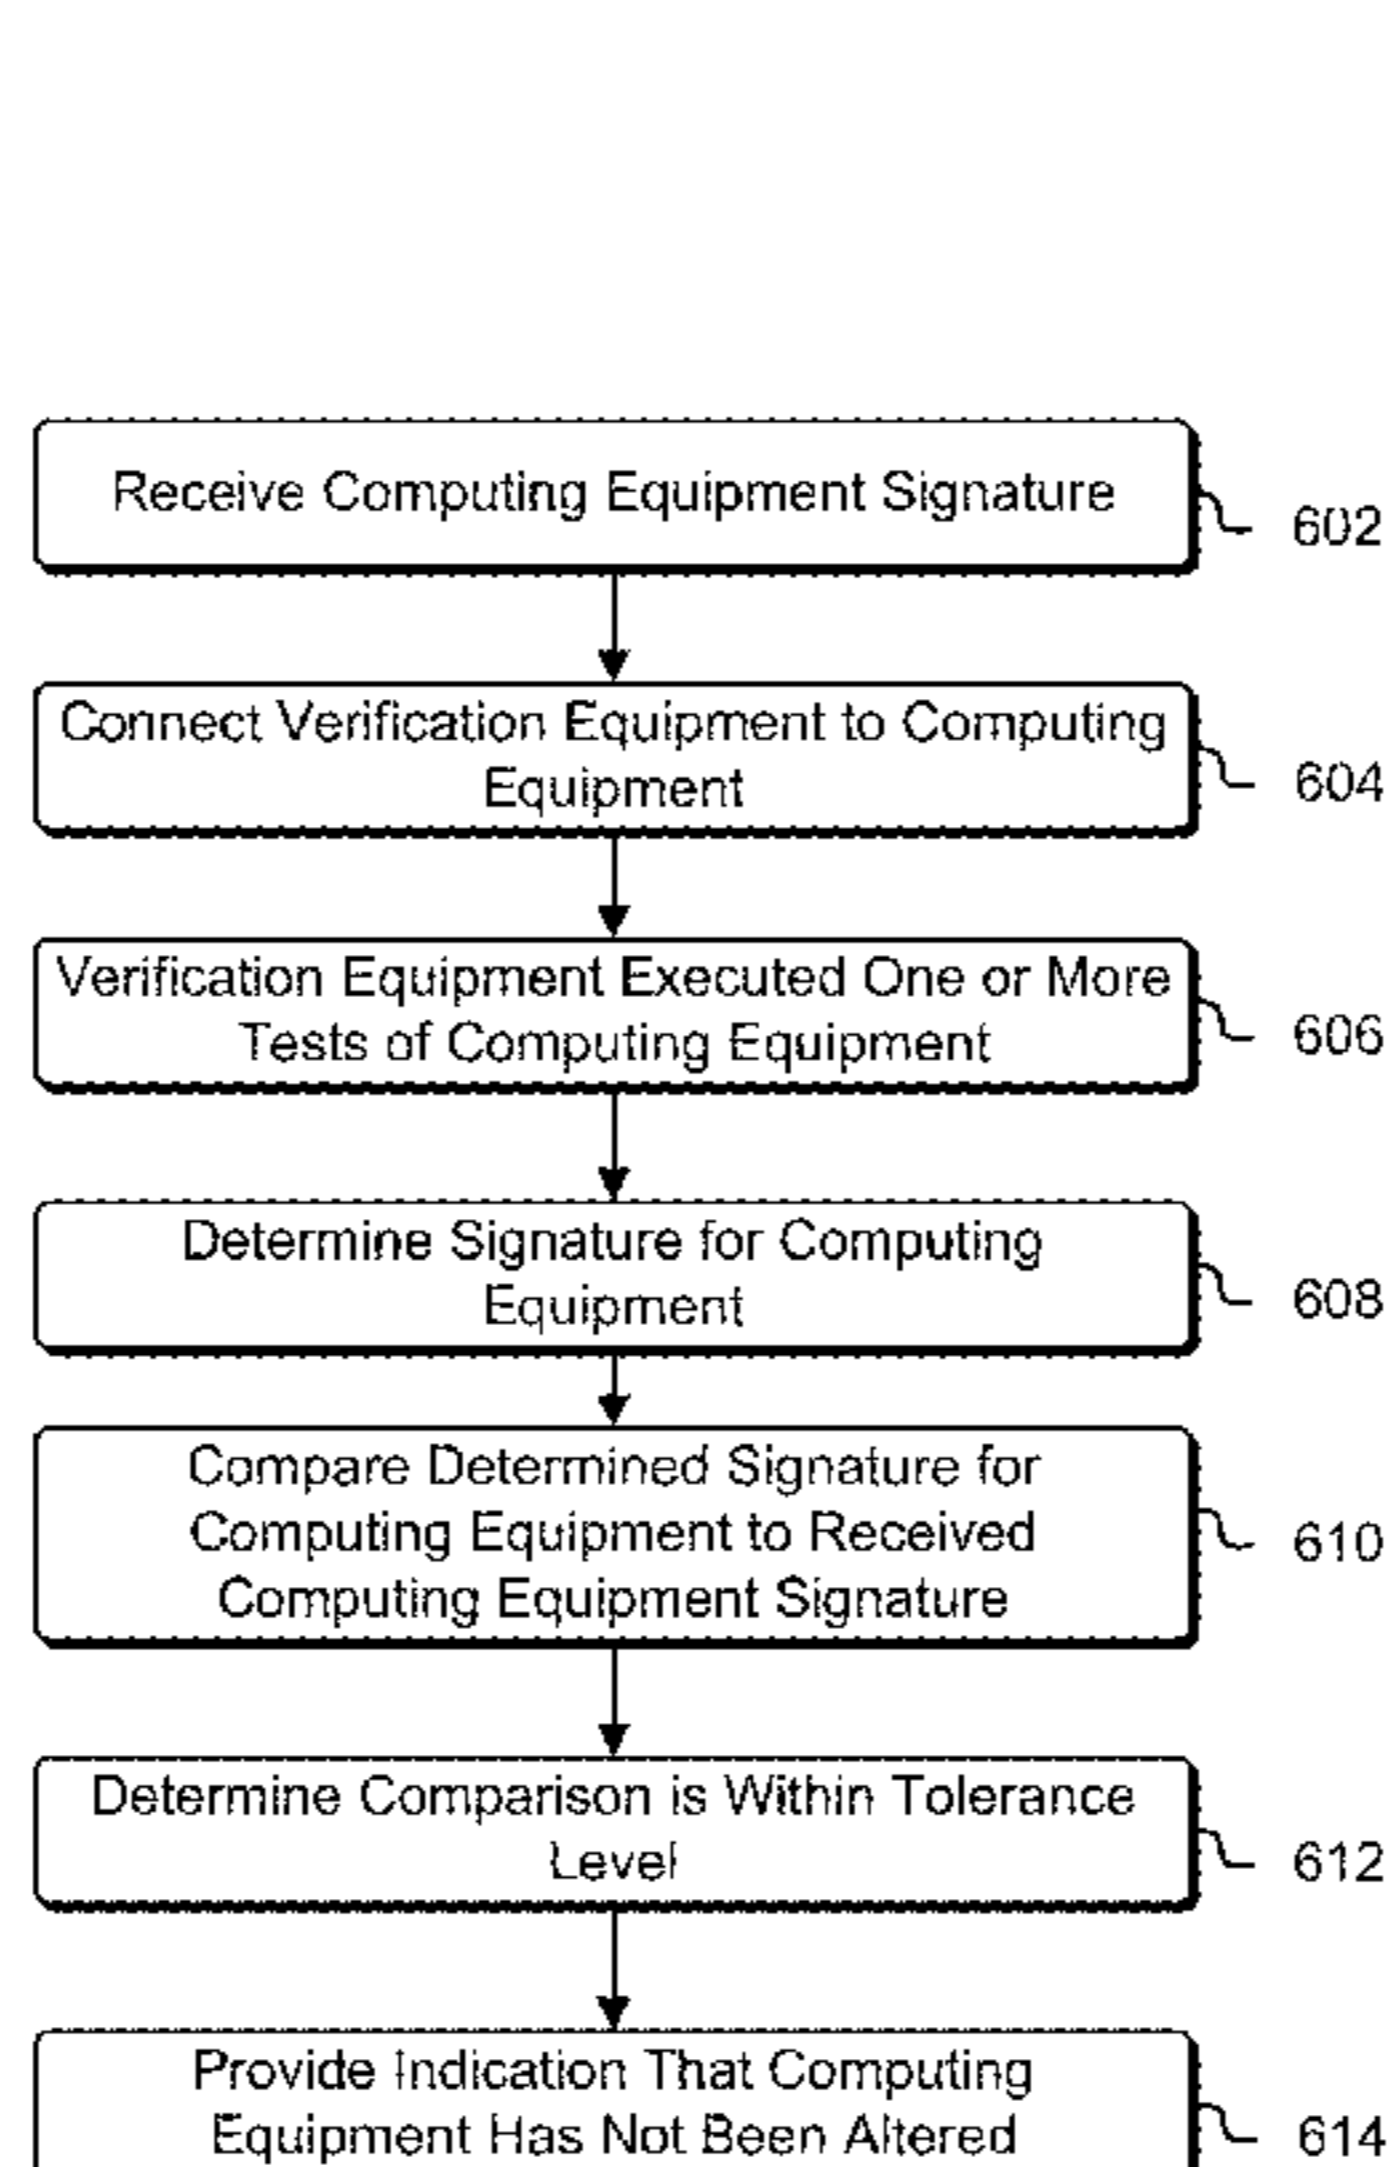 Receive Computing Equipment Signature
602
Connect Verification Equipment to Computing
Equipment
604
Verification Equipment Executed One or More
Tests of Computing Equipment
606
Determine Signature for Computing
Equipment
608
Compare Determined Signature for
Computing Equipment to Received
Computing Equipment Signature
610
Determine Comparison is Within Tolerance
Level
612
Provide Indication That Computing
Equipment Has Not Been Altered
614